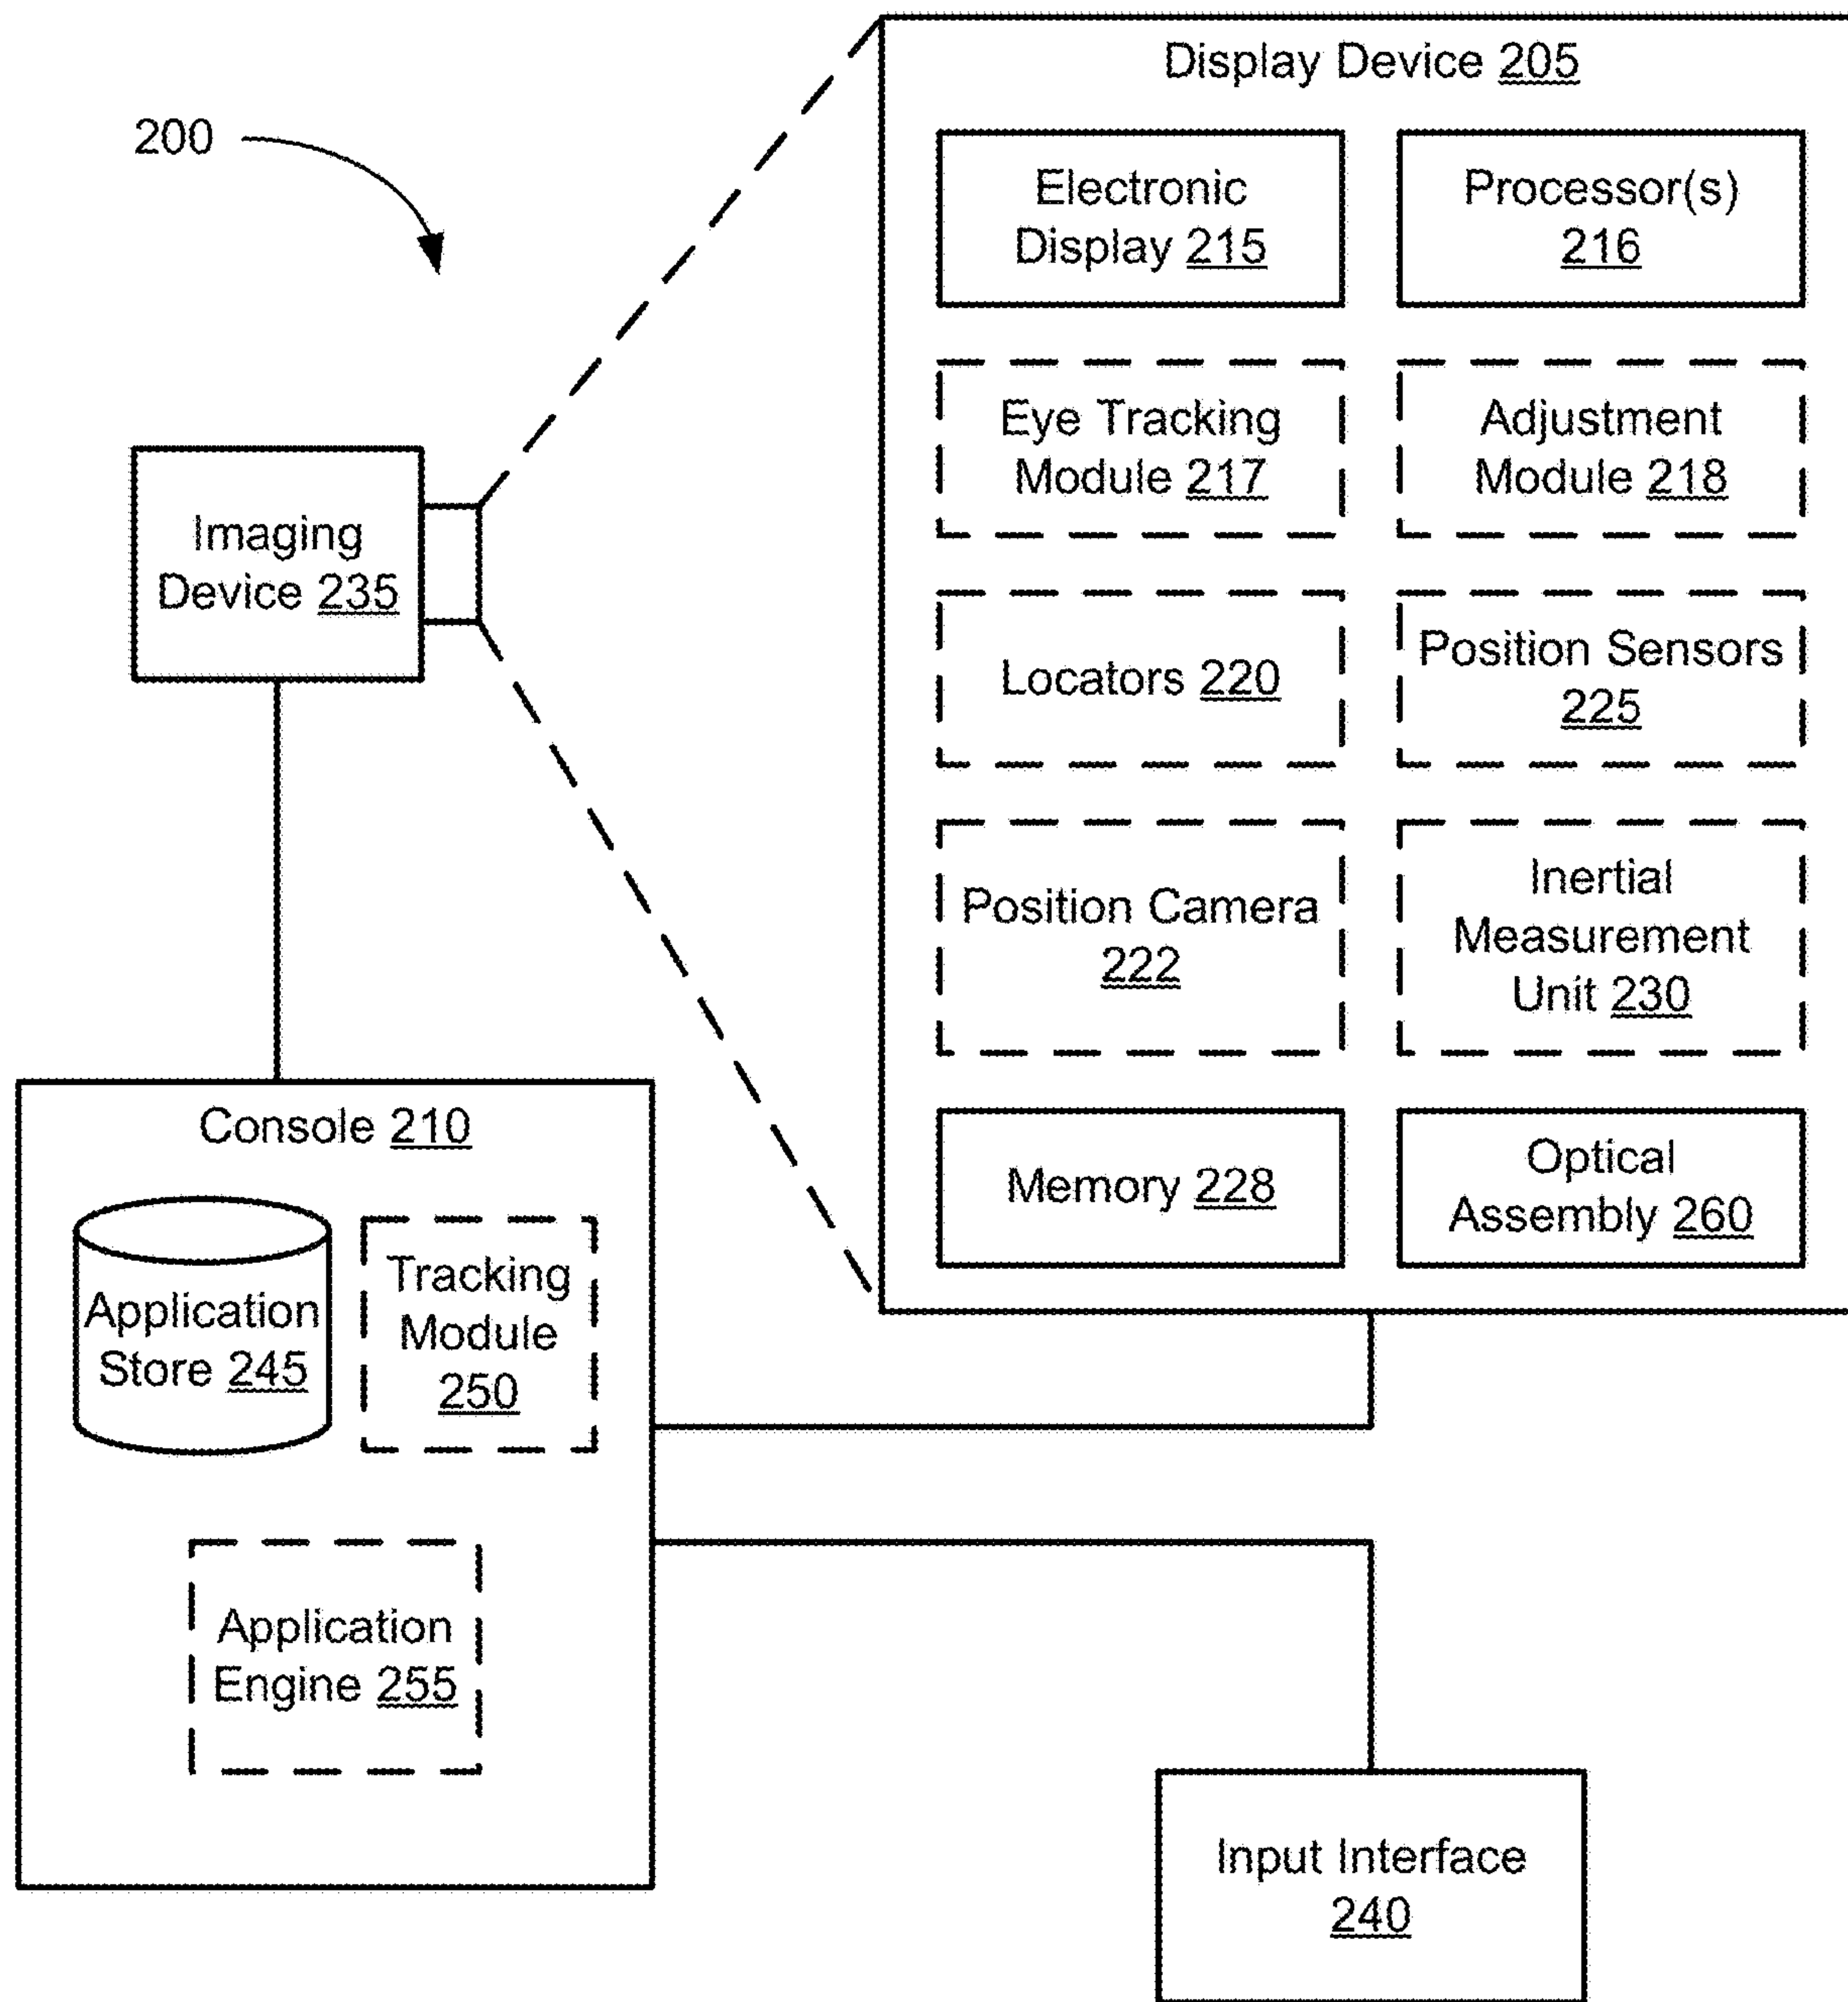 Display Device 205
200
Electronic
Display 215
Processor(s)
216
Eye Tracking
Module 217
Adjustment
Module 218
Imaging
Device 235
Locators 220
Position Sensors
225
Position Camera
222
Inertial
Measurement
Unit 230
Memory 228
Optical
Assembly 260
Console 210
Application
Store 245
Tracking
Module
250
Application
Engine 255
Input Interface
240